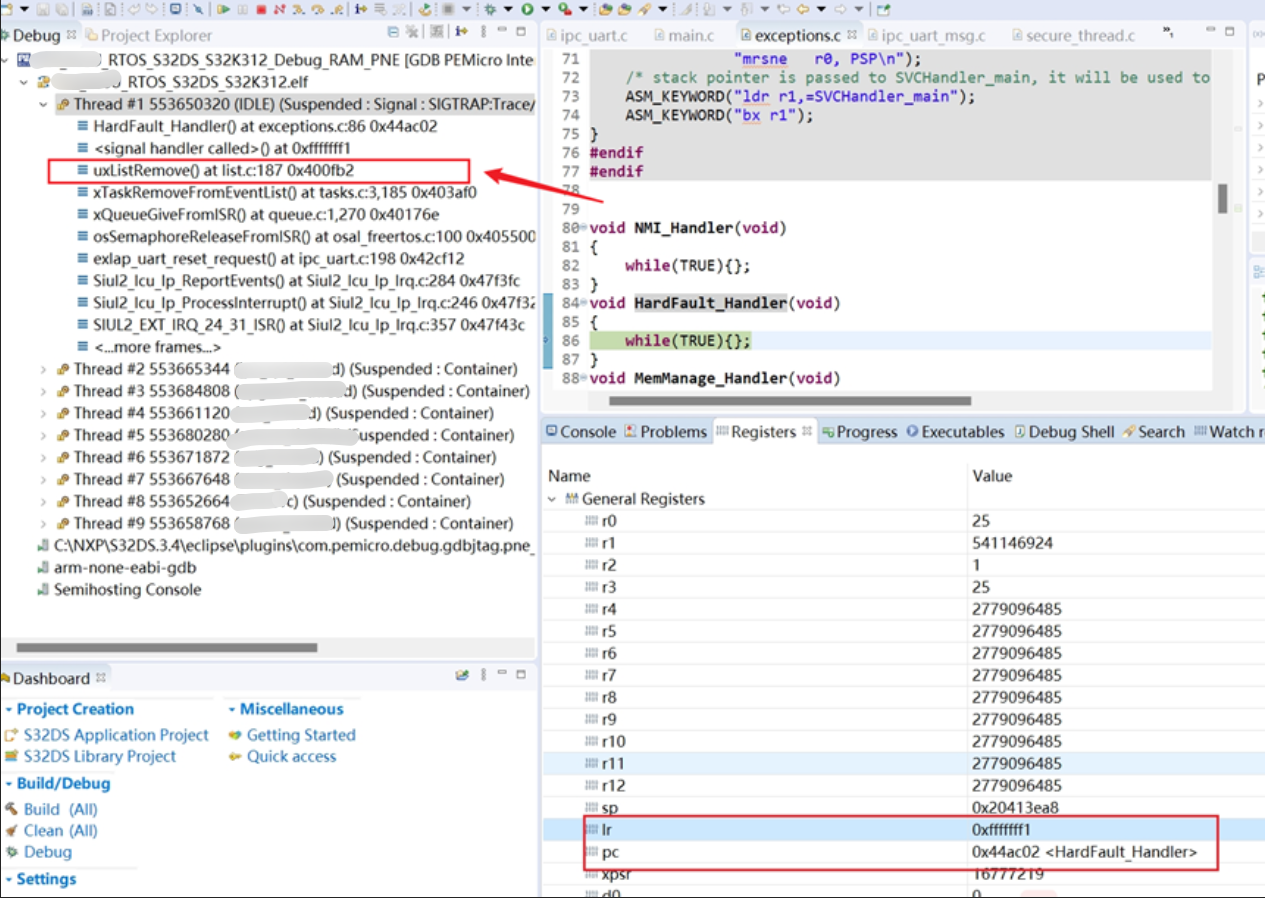 Debug
Project Explorer
_RTOS_S32DS_S32K312_Debug_RAM_PNE [GDB PEMicro Inte
_RTOS_S32DS_S32K312.elf
Thread #1 553650320 (IDLE) (Suspended : Signal : SIGTRAP:Trace/
HardFault_Handler() at exceptions.c:86 0x44ac02
<signal handler called>() at 0xfffffff1
uxListRemove() at list.c:187 0x400fb2
xTaskRemoveFromEventList() at tasks.c:3,185 0x403af0
xQueueGiveFromISR() at queue.c:1,270 0x40176e
osSemaphoreReleaseFromISR() at osal_freertos.c:100 0x405500
exlap_uart_reset_request() at ipc_uart.c:198 0x42cf12
Siul2_Icu_Ip_ReportEvents() at Siul2_Icu_Ip_Irq.c:284 0x47f3fc
Siul2_Icu_Ip_ProcessInterrupt() at Siul2_Icu_Ip_Irq.c:246 0x47f32
SIUL2_EXT_IRQ_24_31_ISR() at Siul2_Icu_Ip_Irq.c:357 0x47f43c
<...more frames...>
Thread #2 553665344 ( d) (Suspended : Container)
Thread #3 553684808 ( d) (Suspended : Container)
Thread #4 553661120 d) (Suspended : Container)
Thread #5 553680280 Suspended : Container)
Thread #6 553671872 ( ) (Suspended : Container)
Thread #7 553667648 ) (Suspended : Container)
Thread #8 553652664 c) (Suspended : Container)
Thread #9 553658768 ( ) (Suspended : Container)
C:\NXP\S32DS.3.4\eclipse\plugins\com.pemicro.debug.gdbjtag.pne_
arm-none-eabi-gdb
Semihosting Console
Dashboard
Project Creation
S32DS Application Project
S32DS Library Project
Build/Debug
Build (All)
Clean (All)
Debug
Settings
Miscellaneous
Getting Started
Quick access
ipc_uart.c main.c exceptions.c ipc_uart_msg.c secure_thread.c
71 "mrsne r0, PSP\n");
72 /* stack pointer is passed to SVCHandler_main, it will be used to
73 ASM_KEYWORD("ldr r1,=SVCHandler_main");
74 ASM_KEYWORD("bx r1");
75 }
76 #endif
77 #endif
78
79
80 void NMI_Handler(void)
81 {
82 while(TRUE){};
83 }
84 void HardFault_Handler(void)
85 {
86 while(TRUE){};
87 }
88 void MemManage_Handler(void)
Console Problems Registers Progress Executables Debug Shell Search Watch r
Name Value
General Registers
r0 25
r1 541146924
r2 1
r3 25
r4 2779096485
r5 2779096485
r6 2779096485
r7 2779096485
r8 2779096485
r9 2779096485
r10 2779096485
r11 2779096485
r12 2779096485
sp 0x20413ea8
lr 0xfffffff1
pc 0x44ac02 <HardFault_Handler>
xpsr 16777219
d0 0